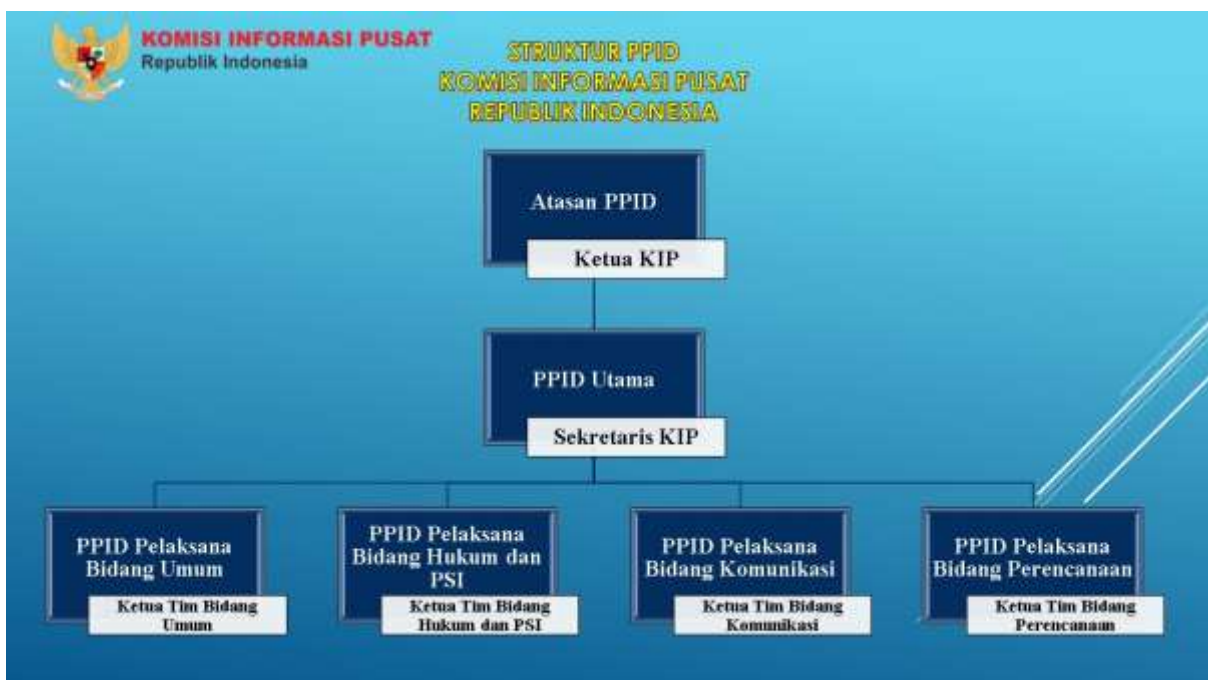 KOMISI INFORMASI PUSAT
Republik Indonesia
STRUKTUR PPID
KOMISI INFORMASI PUSAT
REPUBLIK INDONESIA
Atasan PPID
Ketua KIP
PPID Utama
Sekretaris KIP
PPID Pelaksana
Bidang Umum
Ketua Tim Bidang
Umum
PPID Pelaksana
Bidang Hukum dan
PSI
Ketua Tim Bidang
Hukum dan PSI
PPID Pelaksana
Bidang Komunikasi
Ketua Tim Bidang
Komunikasi
PPID Pelaksana
Bidang Perencanaan
Ketua Tim Bidang
Perencanaan